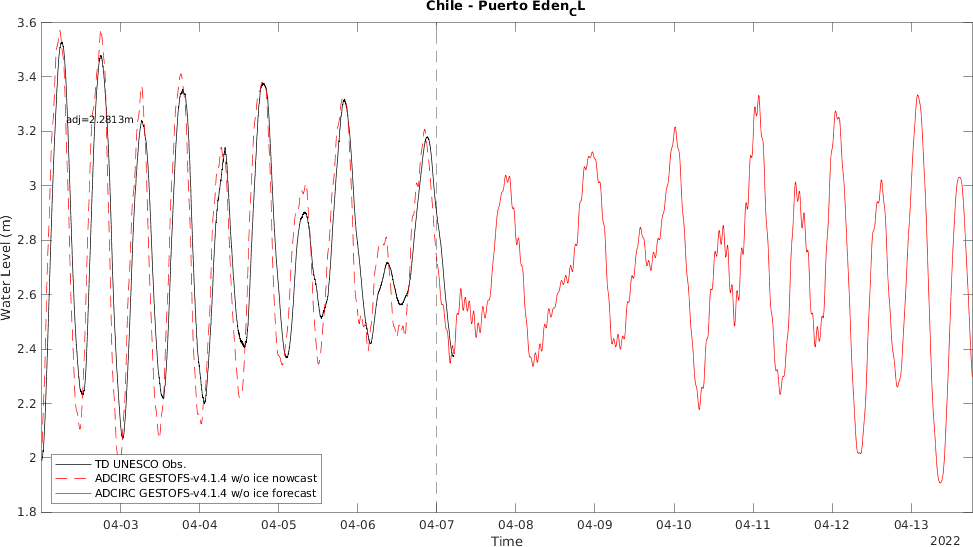 Chile - Puerto EdenCL
3.6
3.4
3.2
3
2.8
2.6
2.4
2.2
2
1.8
Water Level (m)
adj=2.2813m
TD UNESCO Obs.
ADCIRC GESTOFS-v4.1.4 w/o ice nowcast
ADCIRC GESTOFS-v4.1.4 w/o ice forecast
04-03 04-04 04-05 04-06 04-07 04-08 04-09 04-10 04-11 04-12 04-13
Time
2022